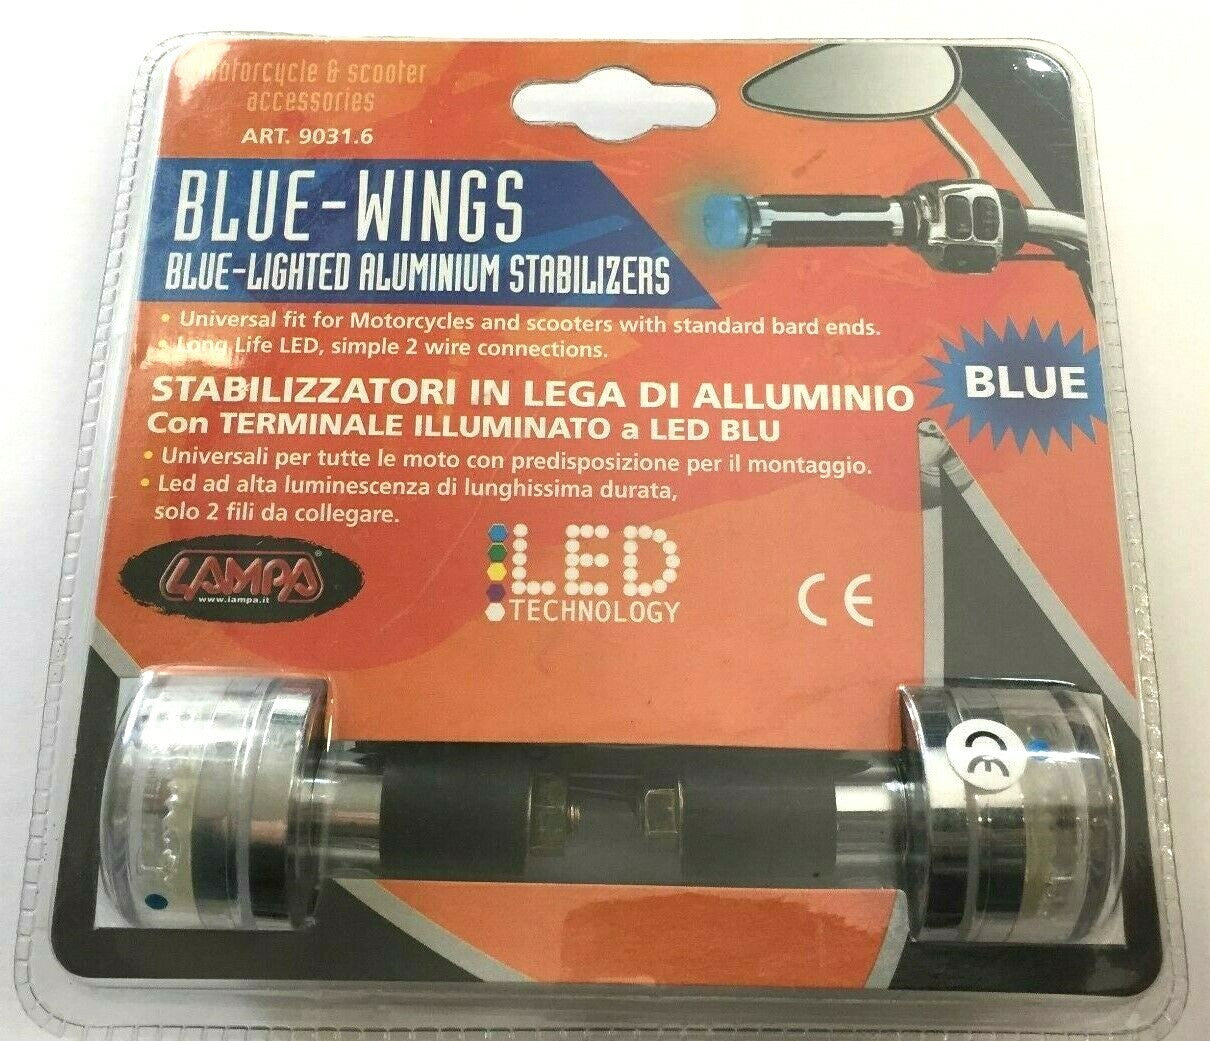 motorcycle & scooter
accessories
ART. 9031.6
BLUE-WINGS
BLUE-LIGHTED ALUMINIUM STABILIZERS
• Universal fit for Motorcycles and scooters with standard bard ends.
• Long Life LED, simple 2 wire connections.
BLUE
STABILIZZATORI IN LEGA DI ALLUMINIO
Con TERMINALE ILLUMINATO a LED BLU
• Universali per tutte le moto con predisposizione per il montaggio.
• Led ad alta luminescenza di lunghissima durata,
solo 2 fili da collegare.
LAMPA®
www.lampa.it
LED
TECHNOLOGY
CE
CE